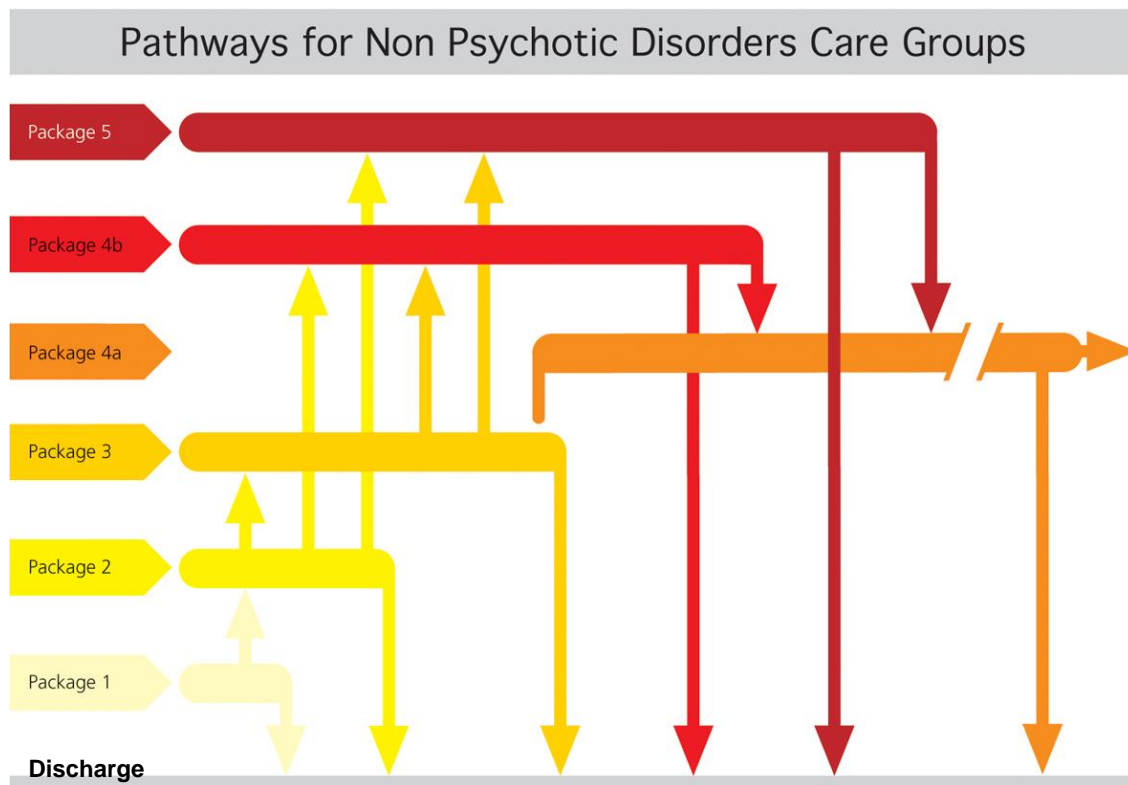 Pathways for Non Psychotic Disorders Care Groups
Package 5
Package 4b
Package 4a
Package 3
Package 2
Package 1
Discharge